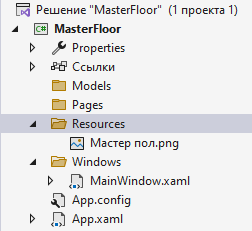 Решение "MasterFloor" (1 проекта 1)
C# MasterFloor
Properties
Ссылки
Models
Pages
Resources
Мастер пол.png
Windows
MainWindow.xaml
App.config
App.xaml